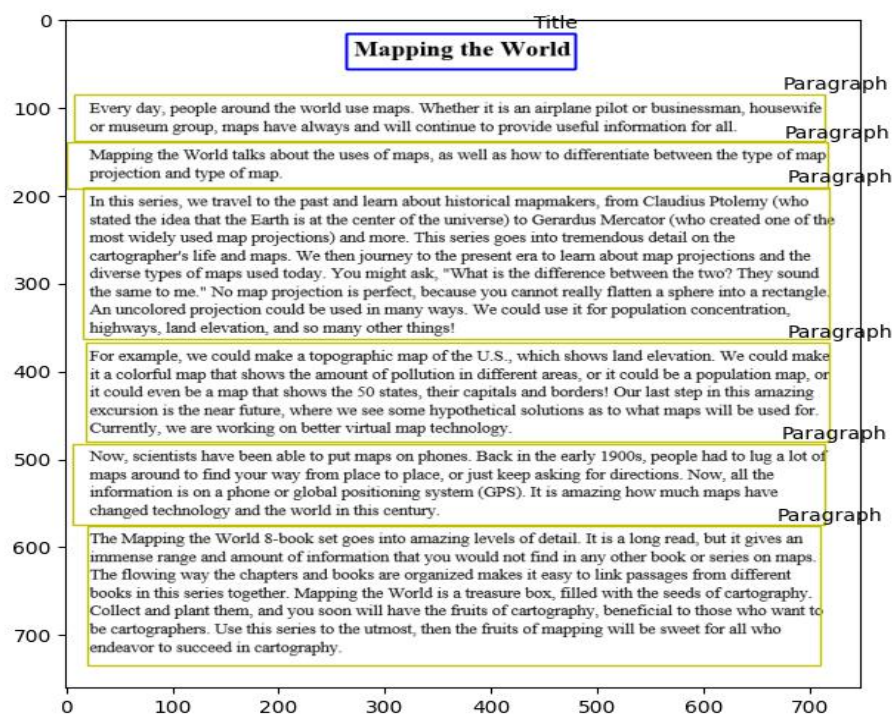 Title
Mapping the World
Paragraph
Every day, people around the world use maps. Whether it is an airplane pilot or businessman, housewife
or museum group, maps have always and will continue to provide useful information for all.
Paragraph
Mapping the World talks about the uses of maps, as well as how to differentiate between the type of map
projection and type of map.
Paragraph
In this series, we travel to the past and learn about historical mapmakers, from Claudius Ptolemy (who
stated the idea that the Earth is at the center of the universe) to Gerardus Mercator (who created one of the
most widely used map projections) and more. This series goes into tremendous detail on the
cartographer's life and maps. We then journey to the present era to learn about map projections and the
diverse types of maps used today. You might ask, "What is the difference between the two? They sound
the same to me." No map projection is perfect, because you cannot really flatten a sphere into a rectangle.
An uncolored projection could be used in many ways. We could use it for population concentration,
highways, land elevation, and so many other things!
Paragraph
For example, we could make a topographic map of the U.S., which shows land elevation. We could make
it a colorful map that shows the amount of pollution in different areas, or it could be a population map, or
it could even be a map that shows the 50 states, their capitals and borders! Our last step in this amazing
excursion is the near future, where we see some hypothetical solutions as to what maps will be used for.
Currently, we are working on better virtual map technology.
Paragraph
Now, scientists have been able to put maps on phones. Back in the early 1900s, people had to lug a lot of
maps around to find your way from place to place, or just keep asking for directions. Now, all the
information is on a phone or global positioning system (GPS). It is amazing how much maps have
changed technology and the world in this century.
Paragraph
The Mapping the World 8-book set goes into amazing levels of detail. It is a long read, but it gives an
immense range and amount of information that you would not find in any other book or series on maps.
The flowing way the chapters and books are organized makes it easy to link passages from different
books in this series together. Mapping the World is a treasure box, filled with the seeds of cartography.
Collect and plant them, and you soon will have the fruits of cartography, beneficial to those who want to
be cartographers. Use this series to the utmost, then the fruits of mapping will be sweet for all who
endeavor to succeed in cartography.
0
100
200
300
400
500
600
700
0 100 200 300 400 500 600 700